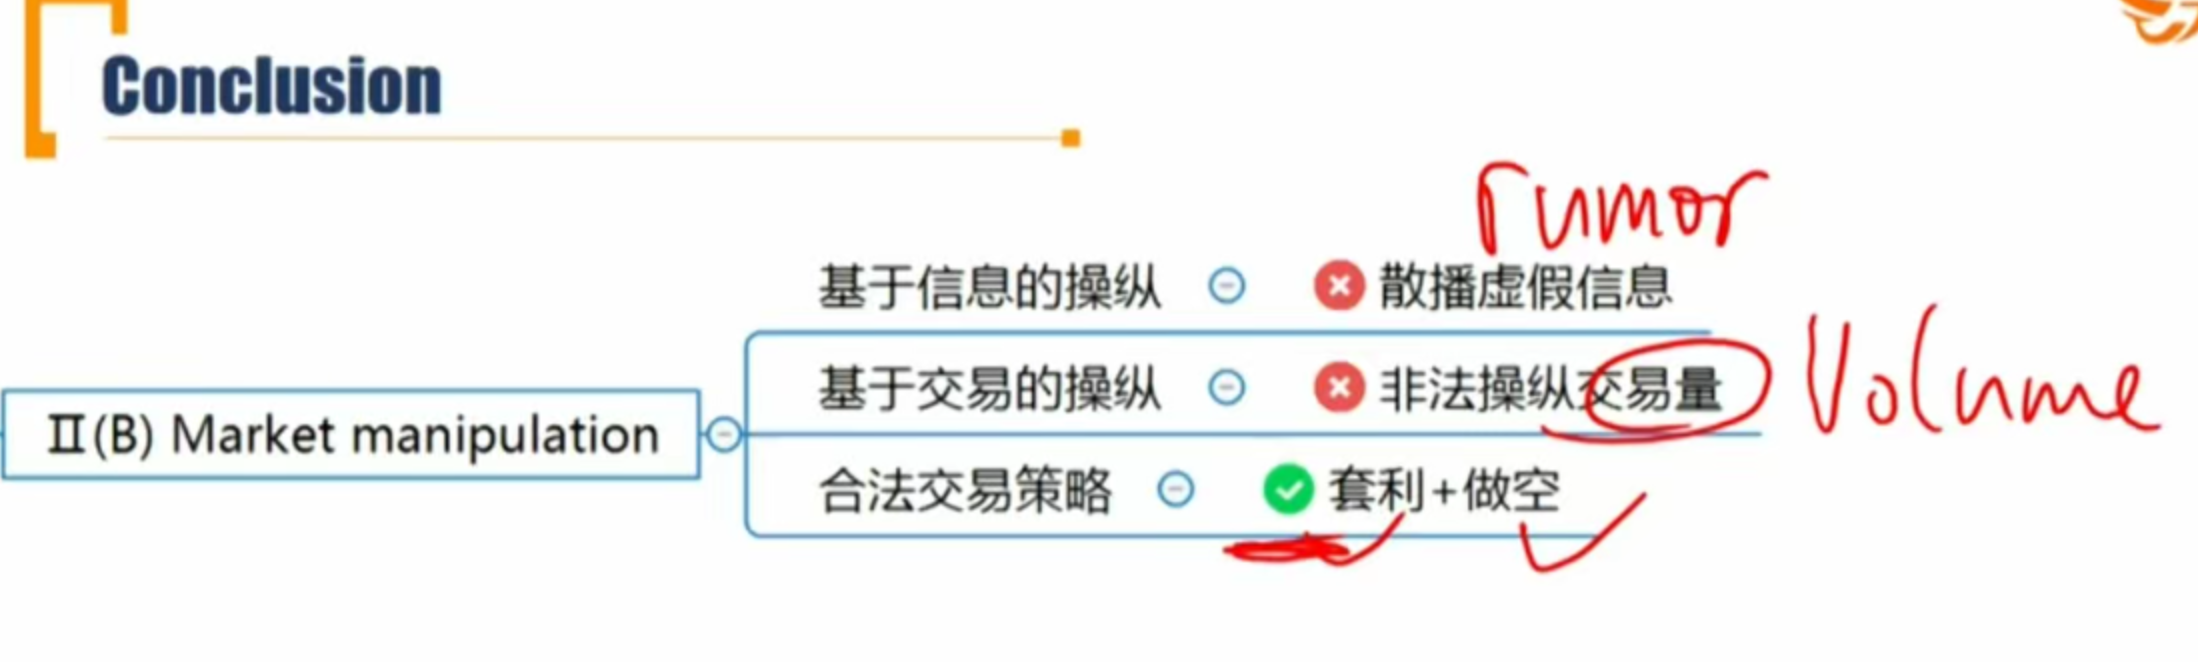 Conclusion
rumor
基于信息的操纵 散播虚假信息
基于交易的操纵 非法操纵交易量 Volume
Ⅱ(B) Market manipulation
合法交易策略 套利+做空